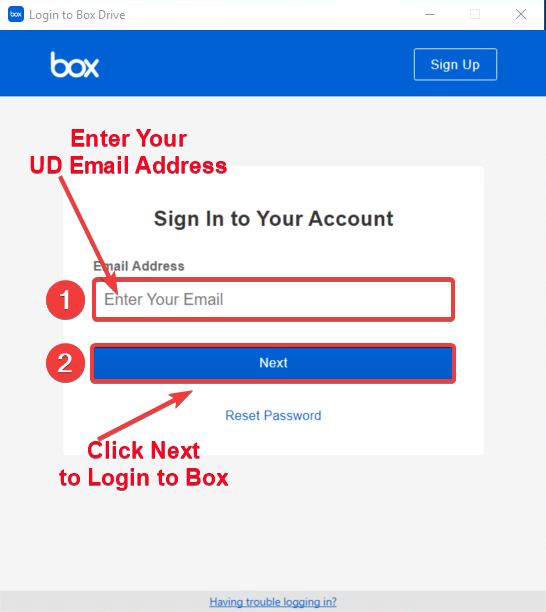 box
Login to Box Drive
box
Sign Up
Enter Your
UD Email Address
Sign In to Your Account
Email Address
1
Enter Your Email
2
Next
Reset Password
Click Next
to Login to Box
Having trouble logging in?